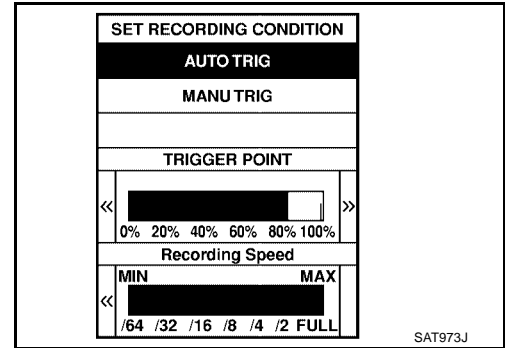 SET RECORDING CONDITION
AUTO TRIG
MANU TRIG
TRIGGER POINT
« »
0% 20% 40% 60% 80% 100%
Recording Speed
MIN MAX
«
/64 /32 /16 /8 /4 /2 FULL
SAT973J